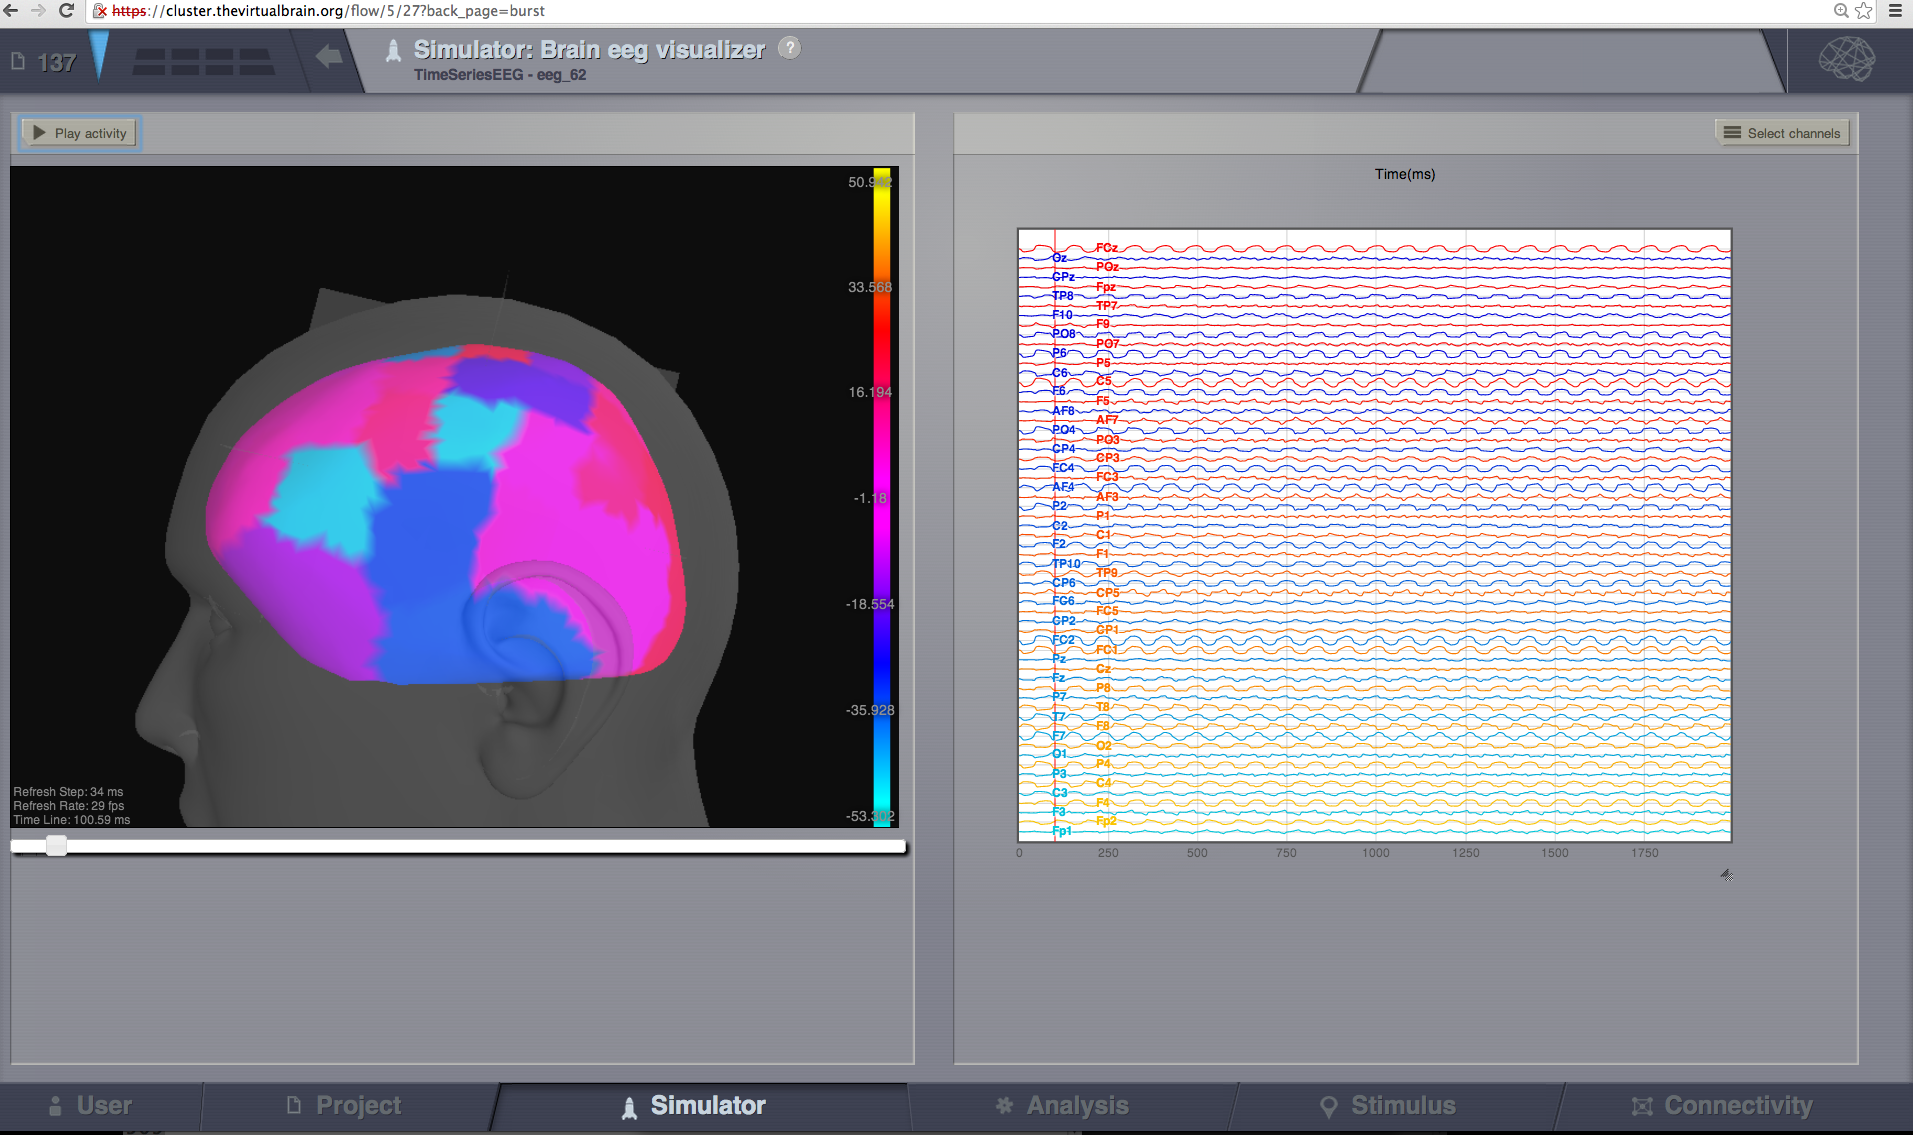 https://cluster.thevirtualbrain.org/flow/5/27?back_page=burst
137
Simulator: Brain eeg visualizer ?
TimeSeriesEEG - eeg_62
Play activity
Select channels
50.942
33.568
16.194
-1.18
-18.554
-35.928
-53.302
Refresh Step: 34 ms
Refresh Rate: 29 fps
Time Line: 100.59 ms
Time(ms)
FCz
Oz
POz
CPz
Fpz
TP8
TP7
F10
F9
PO8
PO7
P6
P5
C6
C5
F6
F5
AF8
AF7
PO4
PO3
CP4
CP3
FC4
FC3
AF4
AF3
P2
P1
C2
C1
F2
F1
TP10
TP9
CP6
CP5
FC6
FC5
CP2
CP1
FC2
FC1
Pz
Cz
Fz
P8
P7
T8
T7
F8
F7
O2
O1
P4
P3
C4
C3
F4
F3
Fp2
Fp1
0 250 500 750 1000 1250 1500 1750
User Project Simulator Analysis Stimulus Connectivity